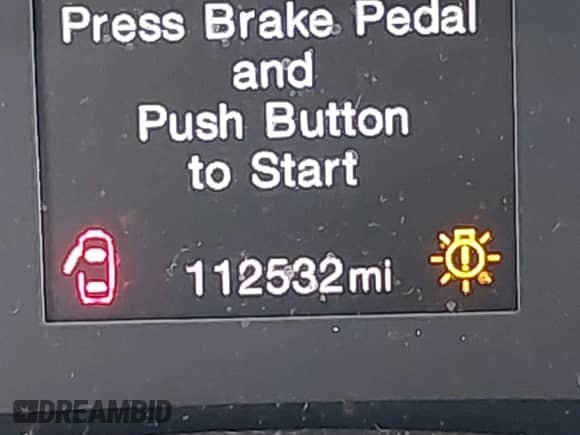 Press Brake Pedal
and
Push Button
to Start
112532mi
DREAMBID